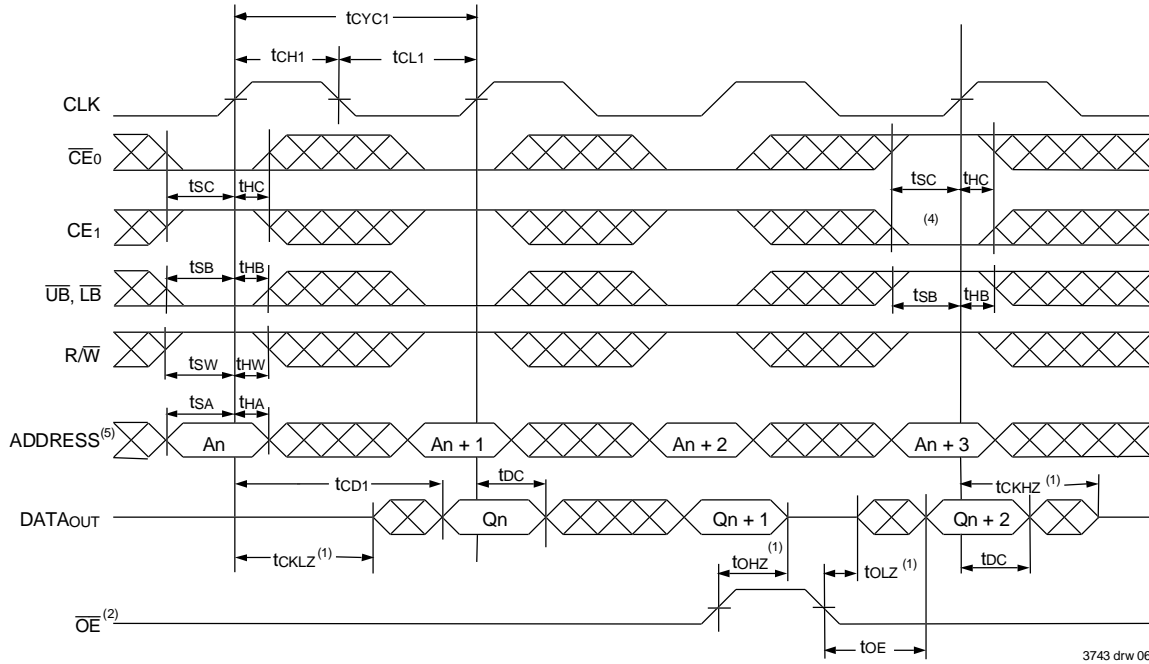 tCYC1
tCH1 tCL1
CLK
CE0
tSC tHC tSC tHC
CE1 (4)
tSB tHB
UB, LB tSB tHB
R/W
tSW tHW
tSA tHA
ADDRESS(5) An An + 1 An + 2 An + 3
tCD1 tDC tCKHZ (1)
DATAOUT Qn Qn + 1 Qn + 2
tCKLZ (1) tOHZ (1) tOLZ (1) tDC
OE (2)
tOE
3743 drw 06